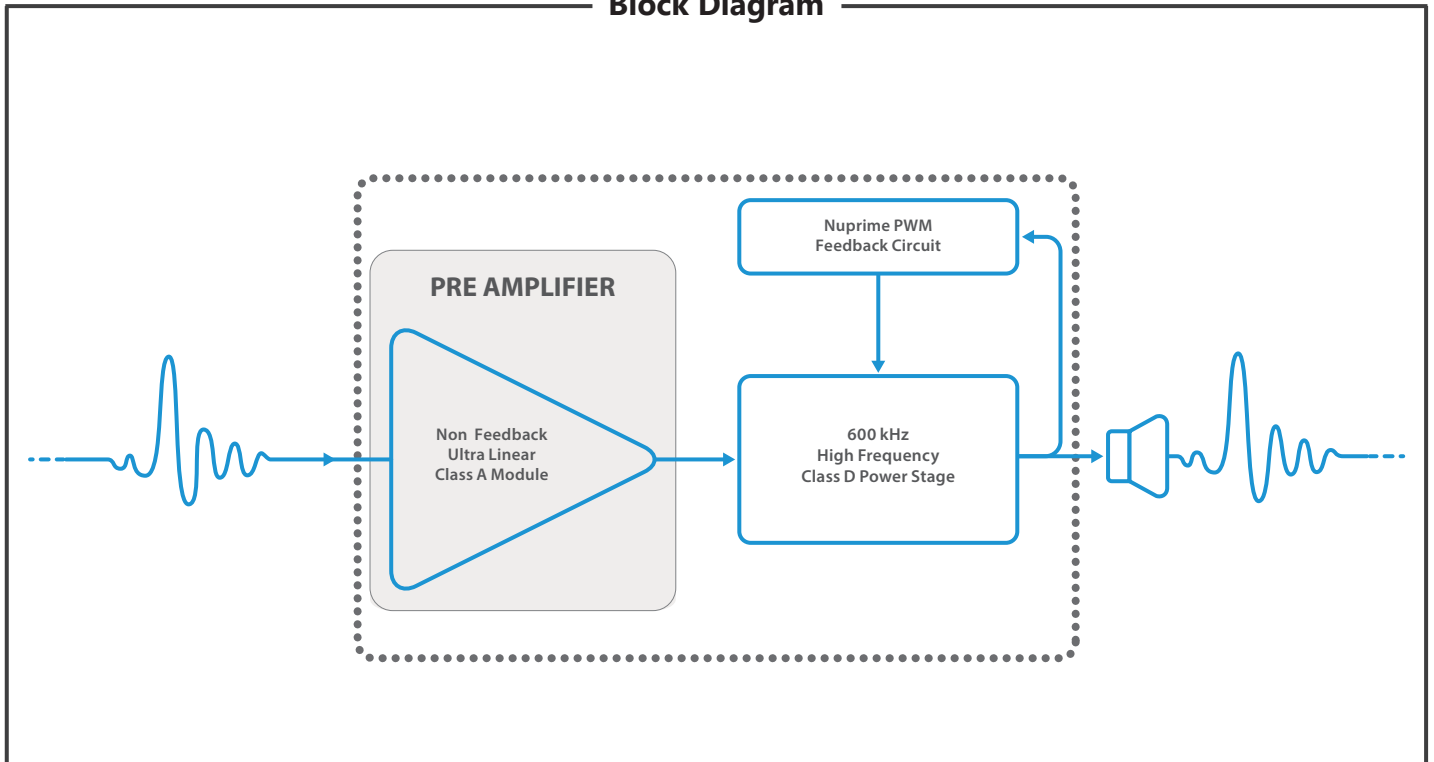 Block Diagram
Nuprime PWM
Feedback Circuit
PRE AMPLIFIER
Non Feedback
Ultra Linear
Class A Module
600 kHz
High Frequency
Class D Power Stage